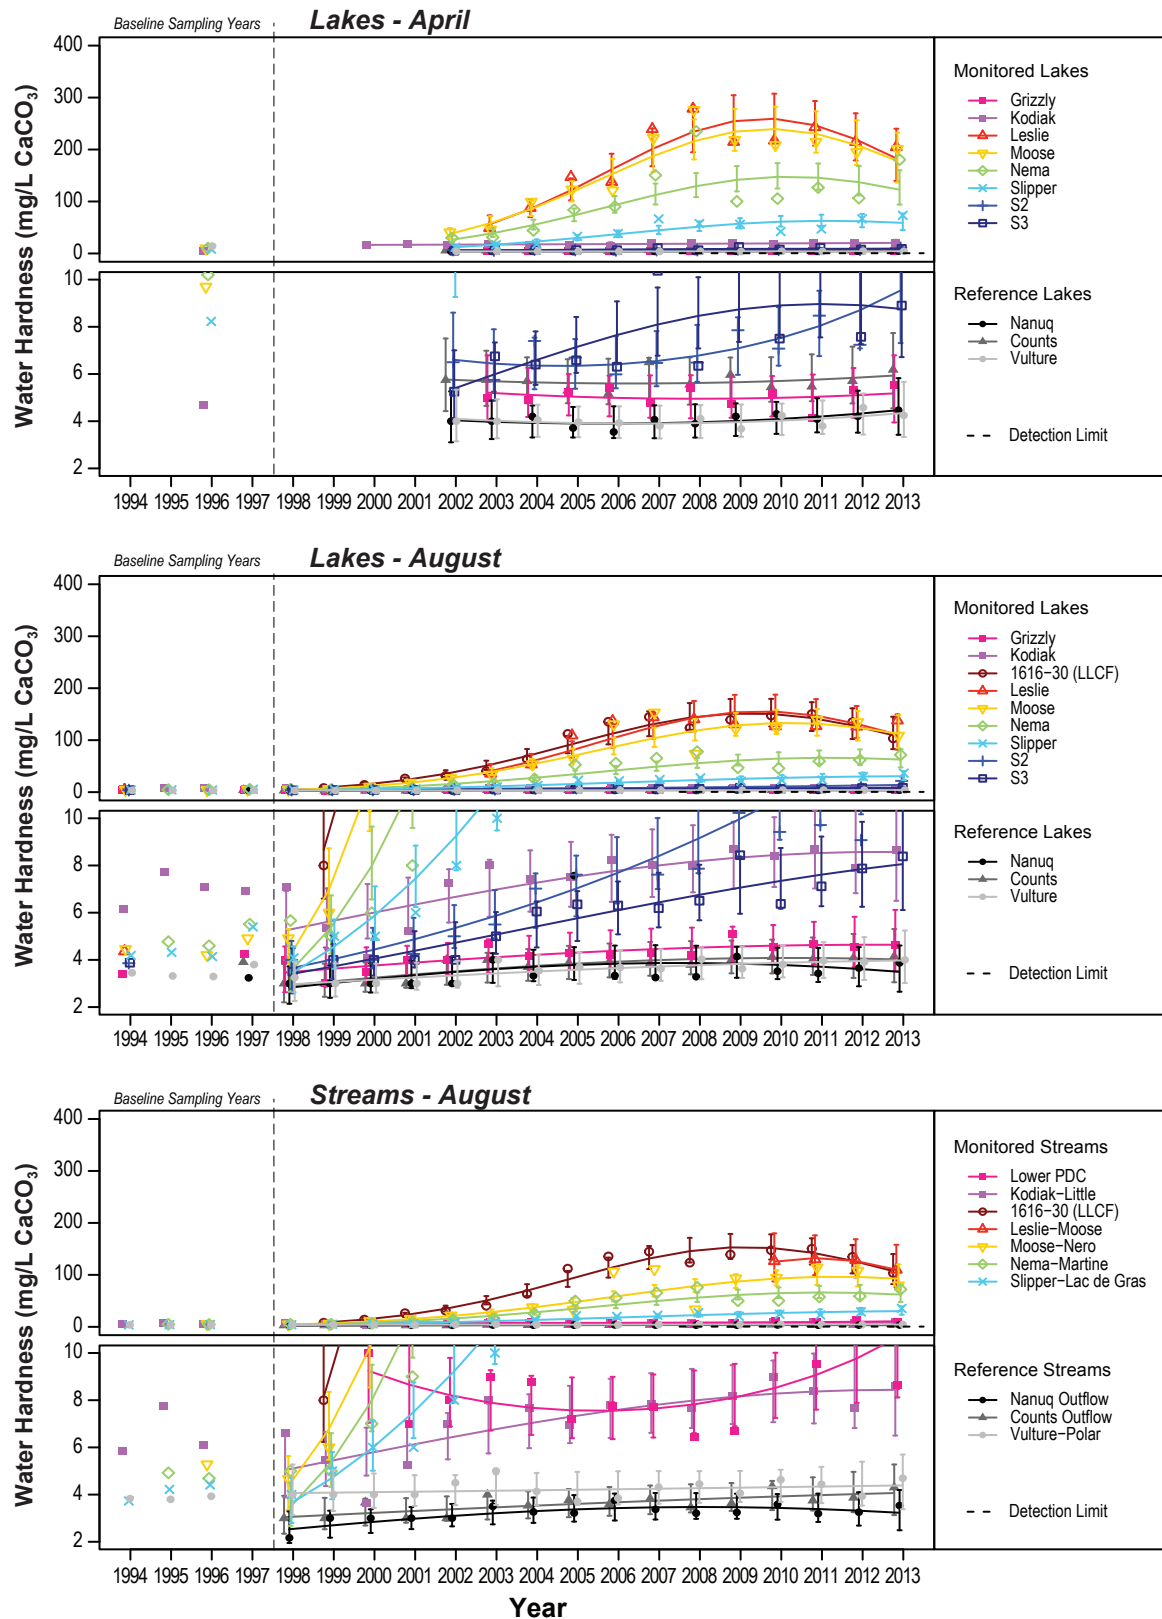 Baseline Sampling Years
Lakes - April
Water Hardness (mg/L CaCO3)
400
300
200
100
0
10
8
6
4
2
1994 1995 1996 1997 1998 1999 2000 2001 2002 2003 2004 2005 2006 2007 2008 2009 2010 2011 2012 2013
Monitored Lakes
Grizzly
Kodiak
Leslie
Moose
Nema
Slipper
S2
S3
Reference Lakes
Nanuq
Counts
Vulture
Detection Limit
Baseline Sampling Years
Lakes - August
Water Hardness (mg/L CaCO3)
400
300
200
100
0
10
8
6
4
2
1994 1995 1996 1997 1998 1999 2000 2001 2002 2003 2004 2005 2006 2007 2008 2009 2010 2011 2012 2013
Monitored Lakes
Grizzly
Kodiak
1616-30 (LLCF)
Leslie
Moose
Nema
Slipper
S2
S3
Reference Lakes
Nanuq
Counts
Vulture
Detection Limit
Baseline Sampling Years
Streams - August
Water Hardness (mg/L CaCO3)
400
300
200
100
0
10
8
6
4
2
1994 1995 1996 1997 1998 1999 2000 2001 2002 2003 2004 2005 2006 2007 2008 2009 2010 2011 2012 2013
Year
Monitored Streams
Lower PDC
Kodiak-Little
1616-30 (LLCF)
Leslie-Moose
Moose-Nero
Nema-Martine
Slipper-Lac de Gras
Reference Streams
Nanuq Outflow
Counts Outflow
Vulture-Polar
Detection Limit